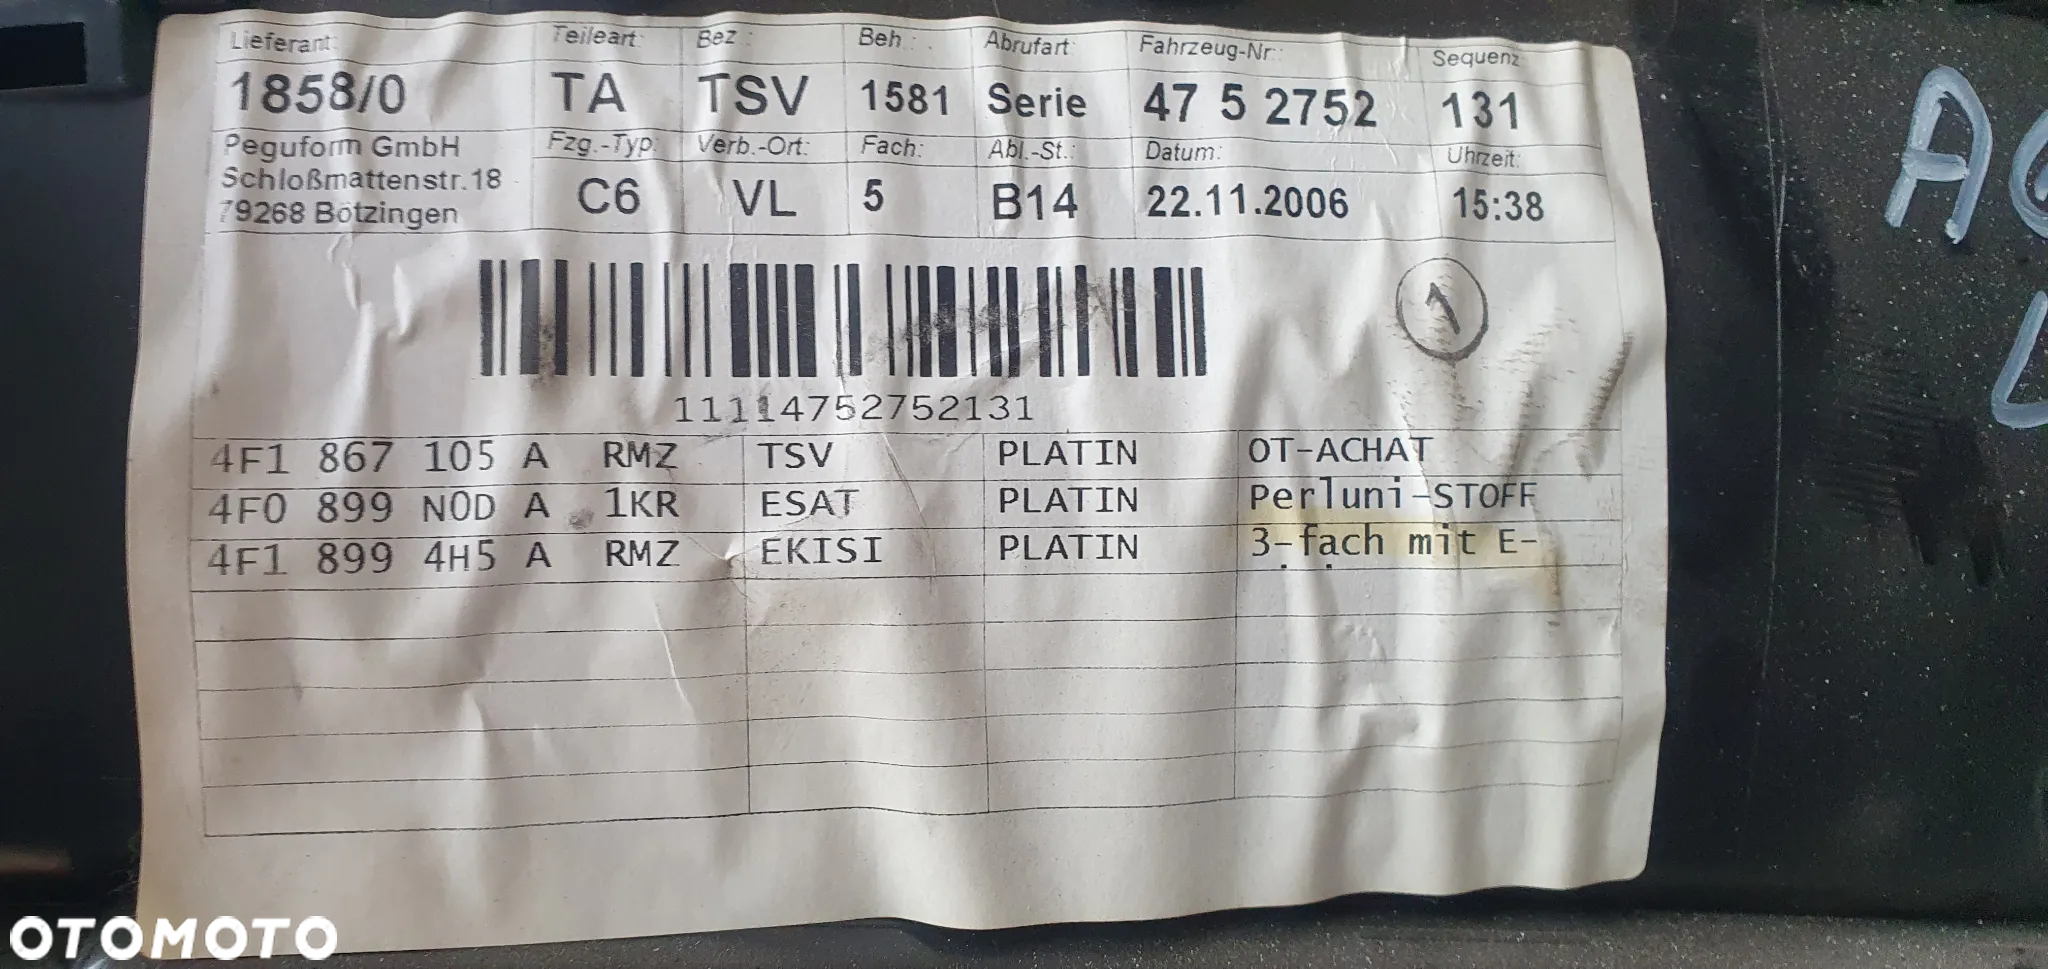 Lieferant: Teileart: Bez.: Beh.: Abrufart: Fahrzeug-Nr.: Sequenz
1858/0 TA TSV 1581 Serie 47 5 2752 131
Peguform GmbH Fzg.-Typ: Verb.-Ort: Fach: Abl.-St.: Datum: Uhrzeit:
Schloßmattenstr.18
79268 Bötzingen C6 VL 5 B14 22.11.2006 15:38
1
11114752752131
4F1 867 105 A RMZ TSV PLATIN OT-ACHAT
4F0 899 N0D A 1KR ESAT PLATIN Perluni-STOFF
4F1 899 4H5 A RMZ EKISI PLATIN 3-fach mit E-
OTOMOTO